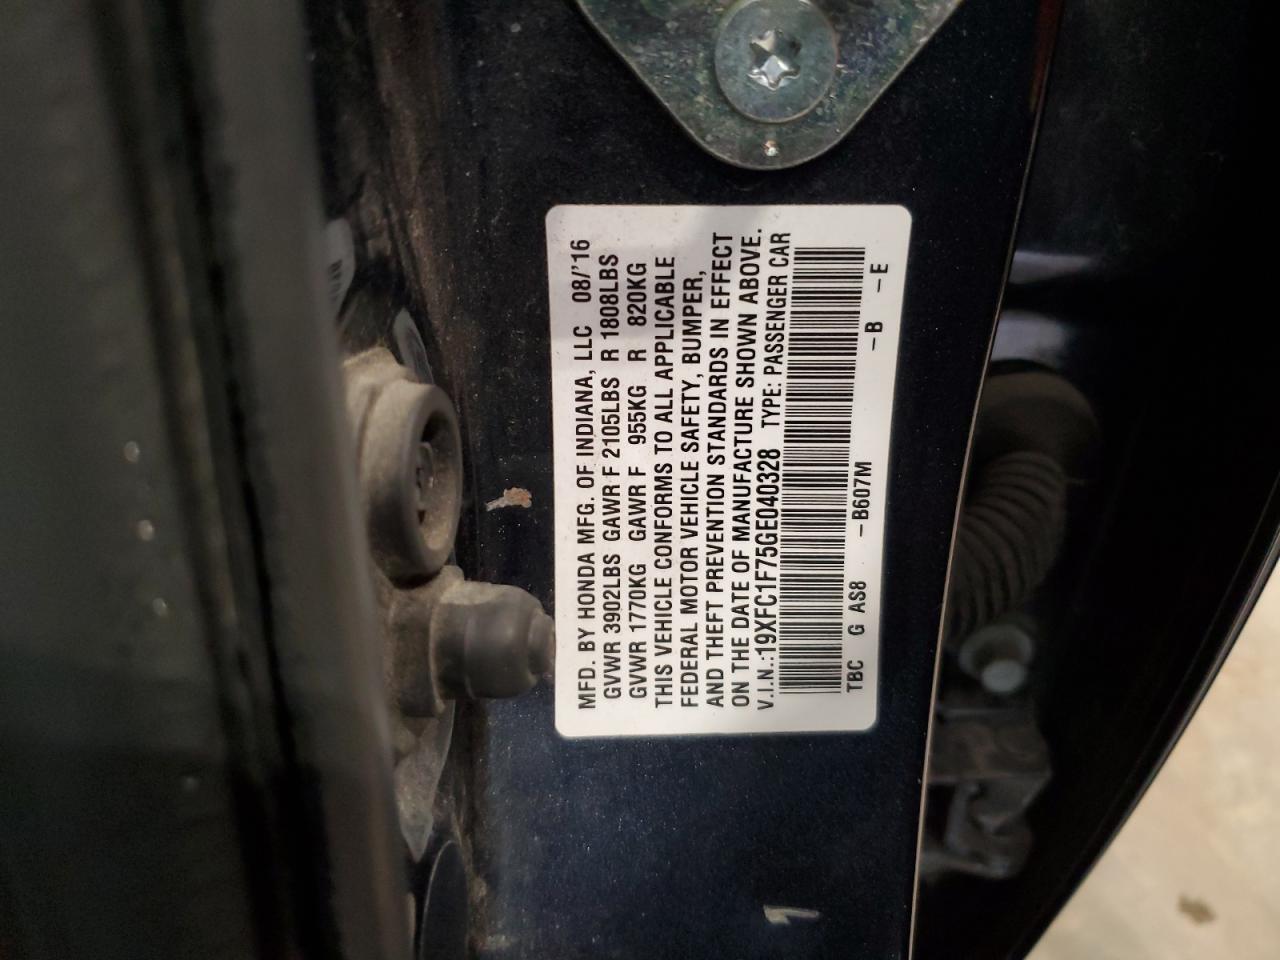 MFD. BY HONDA MFG. OF INDIANA, LLC 08/'16
GVWR 3902LBS GAWR F 2105LBS R 1808LBS
GVWR 1770KG GAWR F 955KG R 820KG
THIS VEHICLE CONFORMS TO ALL APPLICABLE
FEDERAL MOTOR VEHICLE SAFETY, BUMPER,
AND THEFT PREVENTION STANDARDS IN EFFECT
ON THE DATE OF MANUFACTURE SHOWN ABOVE.
V.I.N.:19XFC1F75GE040328 TYPE: PASSENGER CAR
TBC G AS8 -B607M -B -E